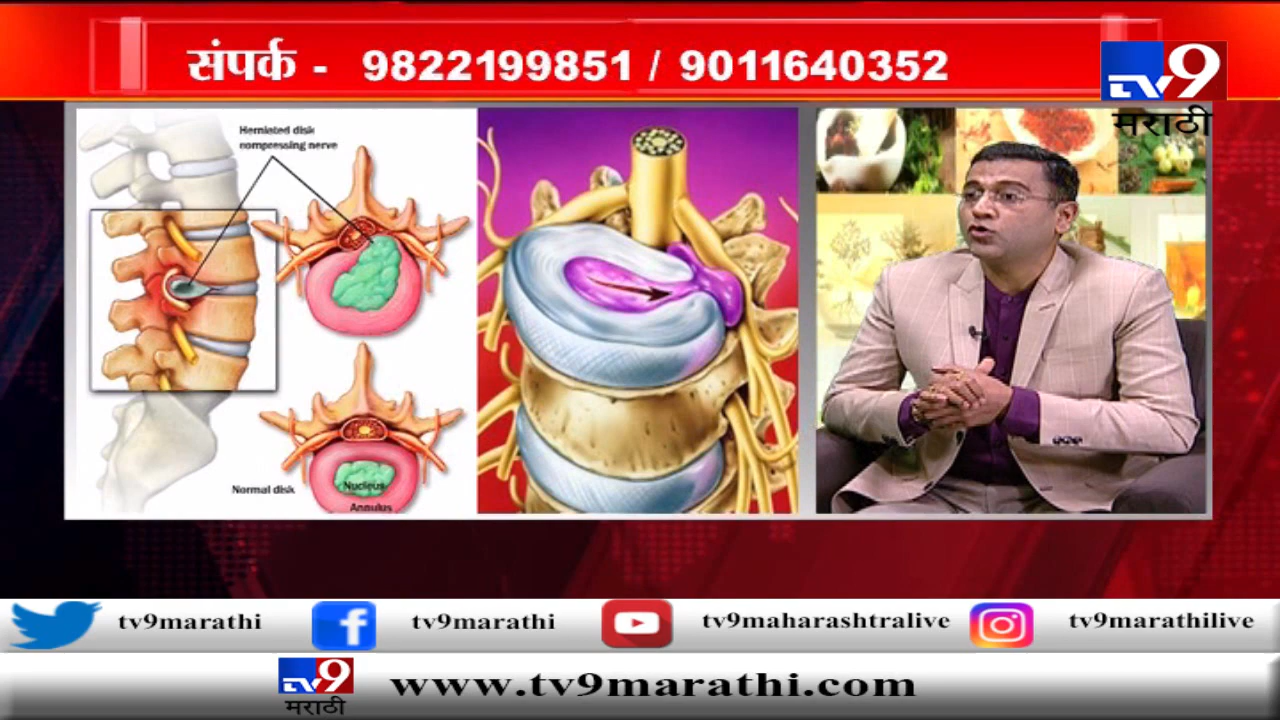 संपर्क - 9822199851 / 9011640352
TV9
मराठी
Herniated disk
compressing nerve
Normal disk
Nucleus
Annulus
tv9marathi
tv9marathi
tv9maharashtralive
tv9marathilive
TV9
मराठी
www.tv9marathi.com